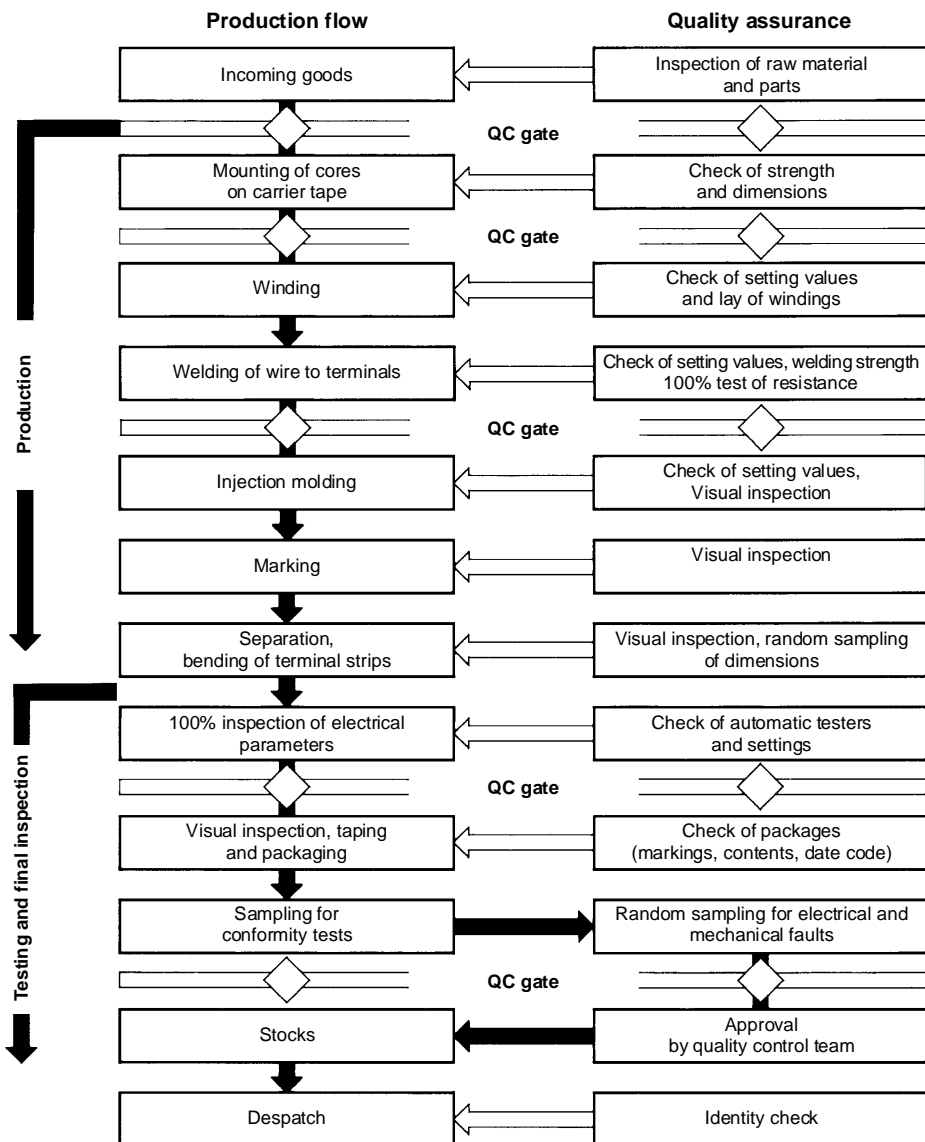 Production flow
Quality assurance
Incoming goods
Inspection of raw material
and parts
QC gate
Mounting of cores
on carrier tape
Check of strength
and dimensions
QC gate
Winding
Check of setting values
and lay of windings
Production
Welding of wire to terminals
Check of setting values, welding strength
100% test of resistance
QC gate
Injection molding
Check of setting values,
Visual inspection
Marking
Visual inspection
Separation,
bending of terminal strips
Visual inspection, random sampling
of dimensions
Testing and final inspection
100% inspection of electrical
parameters
Check of automatic testers
and settings
QC gate
Visual inspection, taping
and packaging
Check of packages
(markings, contents, date code)
Sampling for
conformity tests
Random sampling for electrical and
mechanical faults
QC gate
Stocks
Approval
by quality control team
Despatch
Identity check